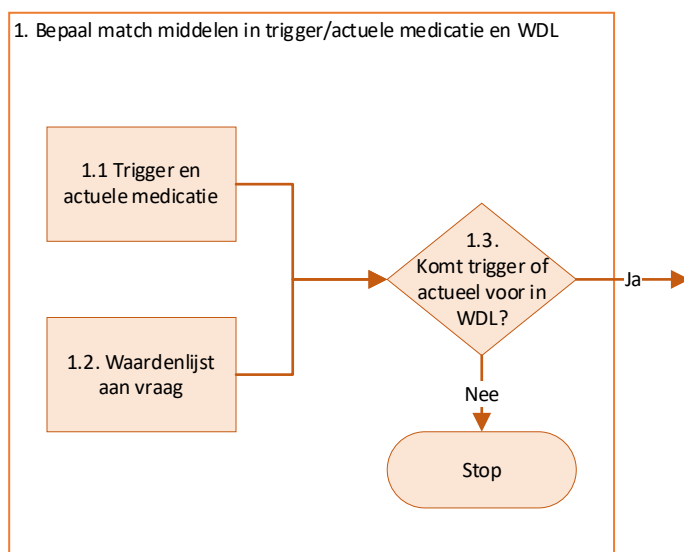 1. Bepaal match middelen in trigger/actuele medicatie en WDL
1.1 Trigger en
actuele medicatie
1.2. Waardenlijst
aan vraag
1.3.
Komt trigger of
actueel voor in
WDL?
Ja
Nee
Stop